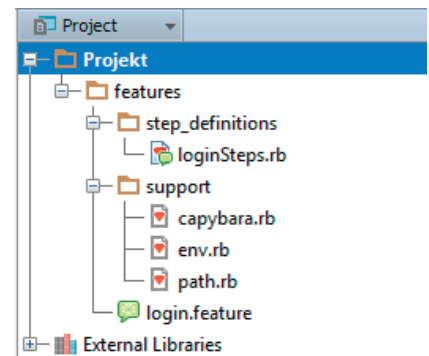 Project
Projekt
features
step_definitions
loginSteps.rb
support
capybara.rb
env.rb
path.rb
login.feature
External Libraries